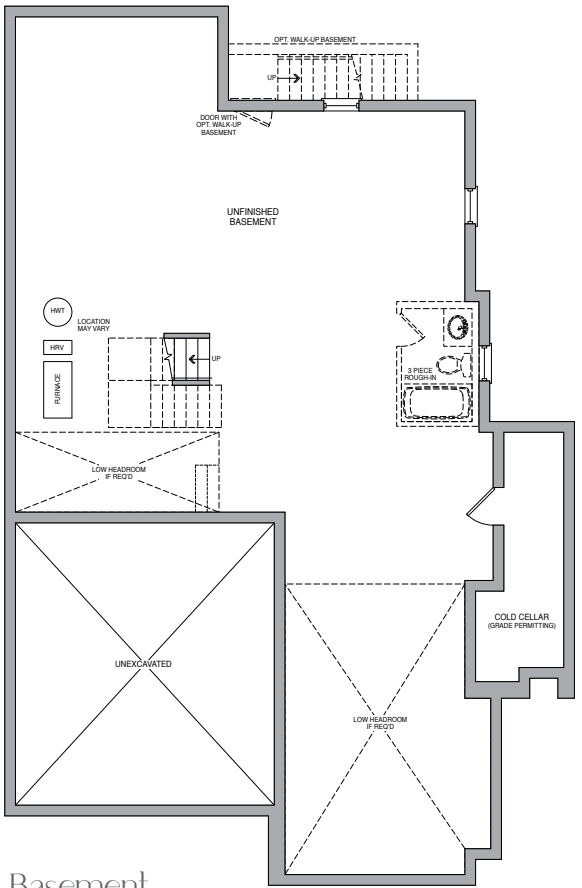 OPT. WALK-UP BASEMENT
UP
DOOR WITH
OPT. WALK-UP
BASEMENT
UNFINISHED
BASEMENT
HWT
LOCATION
MAY VARY
HRV
FURNACE
UP
3 PIECE
ROUGH-IN
LOW HEADROOM
IF REQ'D
COLD CELLAR
(GRADE PERMITTING)
UNEXCAVATED
LOW HEADROOM
IF REQ'D
Basement